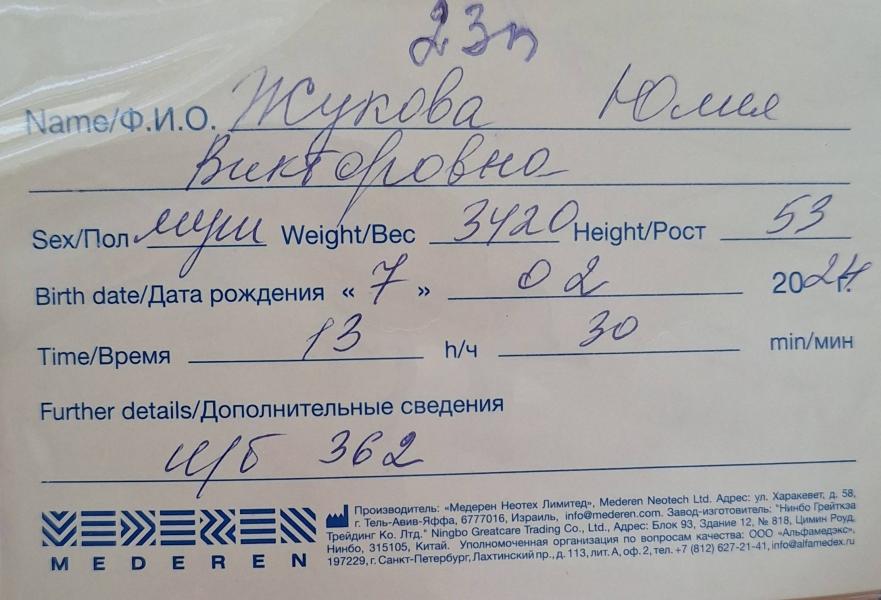 23п
Name/Ф.И.О. Жукова Юлия
Викторовна
Sex/Пол муж Weight/Вес 3420 Height/Рост 53
Birth date/Дата рождения « 7 » 02 2024г.
Time/Время 13 h/ч 30 min/мин
Further details/Дополнительные сведения
и/б 362
MEDEREN
Производитель: «Медерен Неотех Лимитед», Mederen Neotech Ltd. Адрес: ул. Харакевет, д. 58,
г. Тель-Авив-Яффа, 6777016, Израиль, info@mederen.com. Завод-изготовитель: "Нинбо Грейткэа
Трейдинг Ко. Лтд." Ningbo Greatcare Trading Co., Ltd., Адрес: Блок 93, Здание 12, № 818, Цимин Роуд,
Нинбо, 315105, Китай. Уполномоченная организация по вопросам качества: ООО «Альфамедэкс»,
197229, г. Санкт-Петербург, Лахтинский пр., д. 113, лит. А, оф. 2, тел. +7 (812) 627-21-41, info@alfamedex.ru